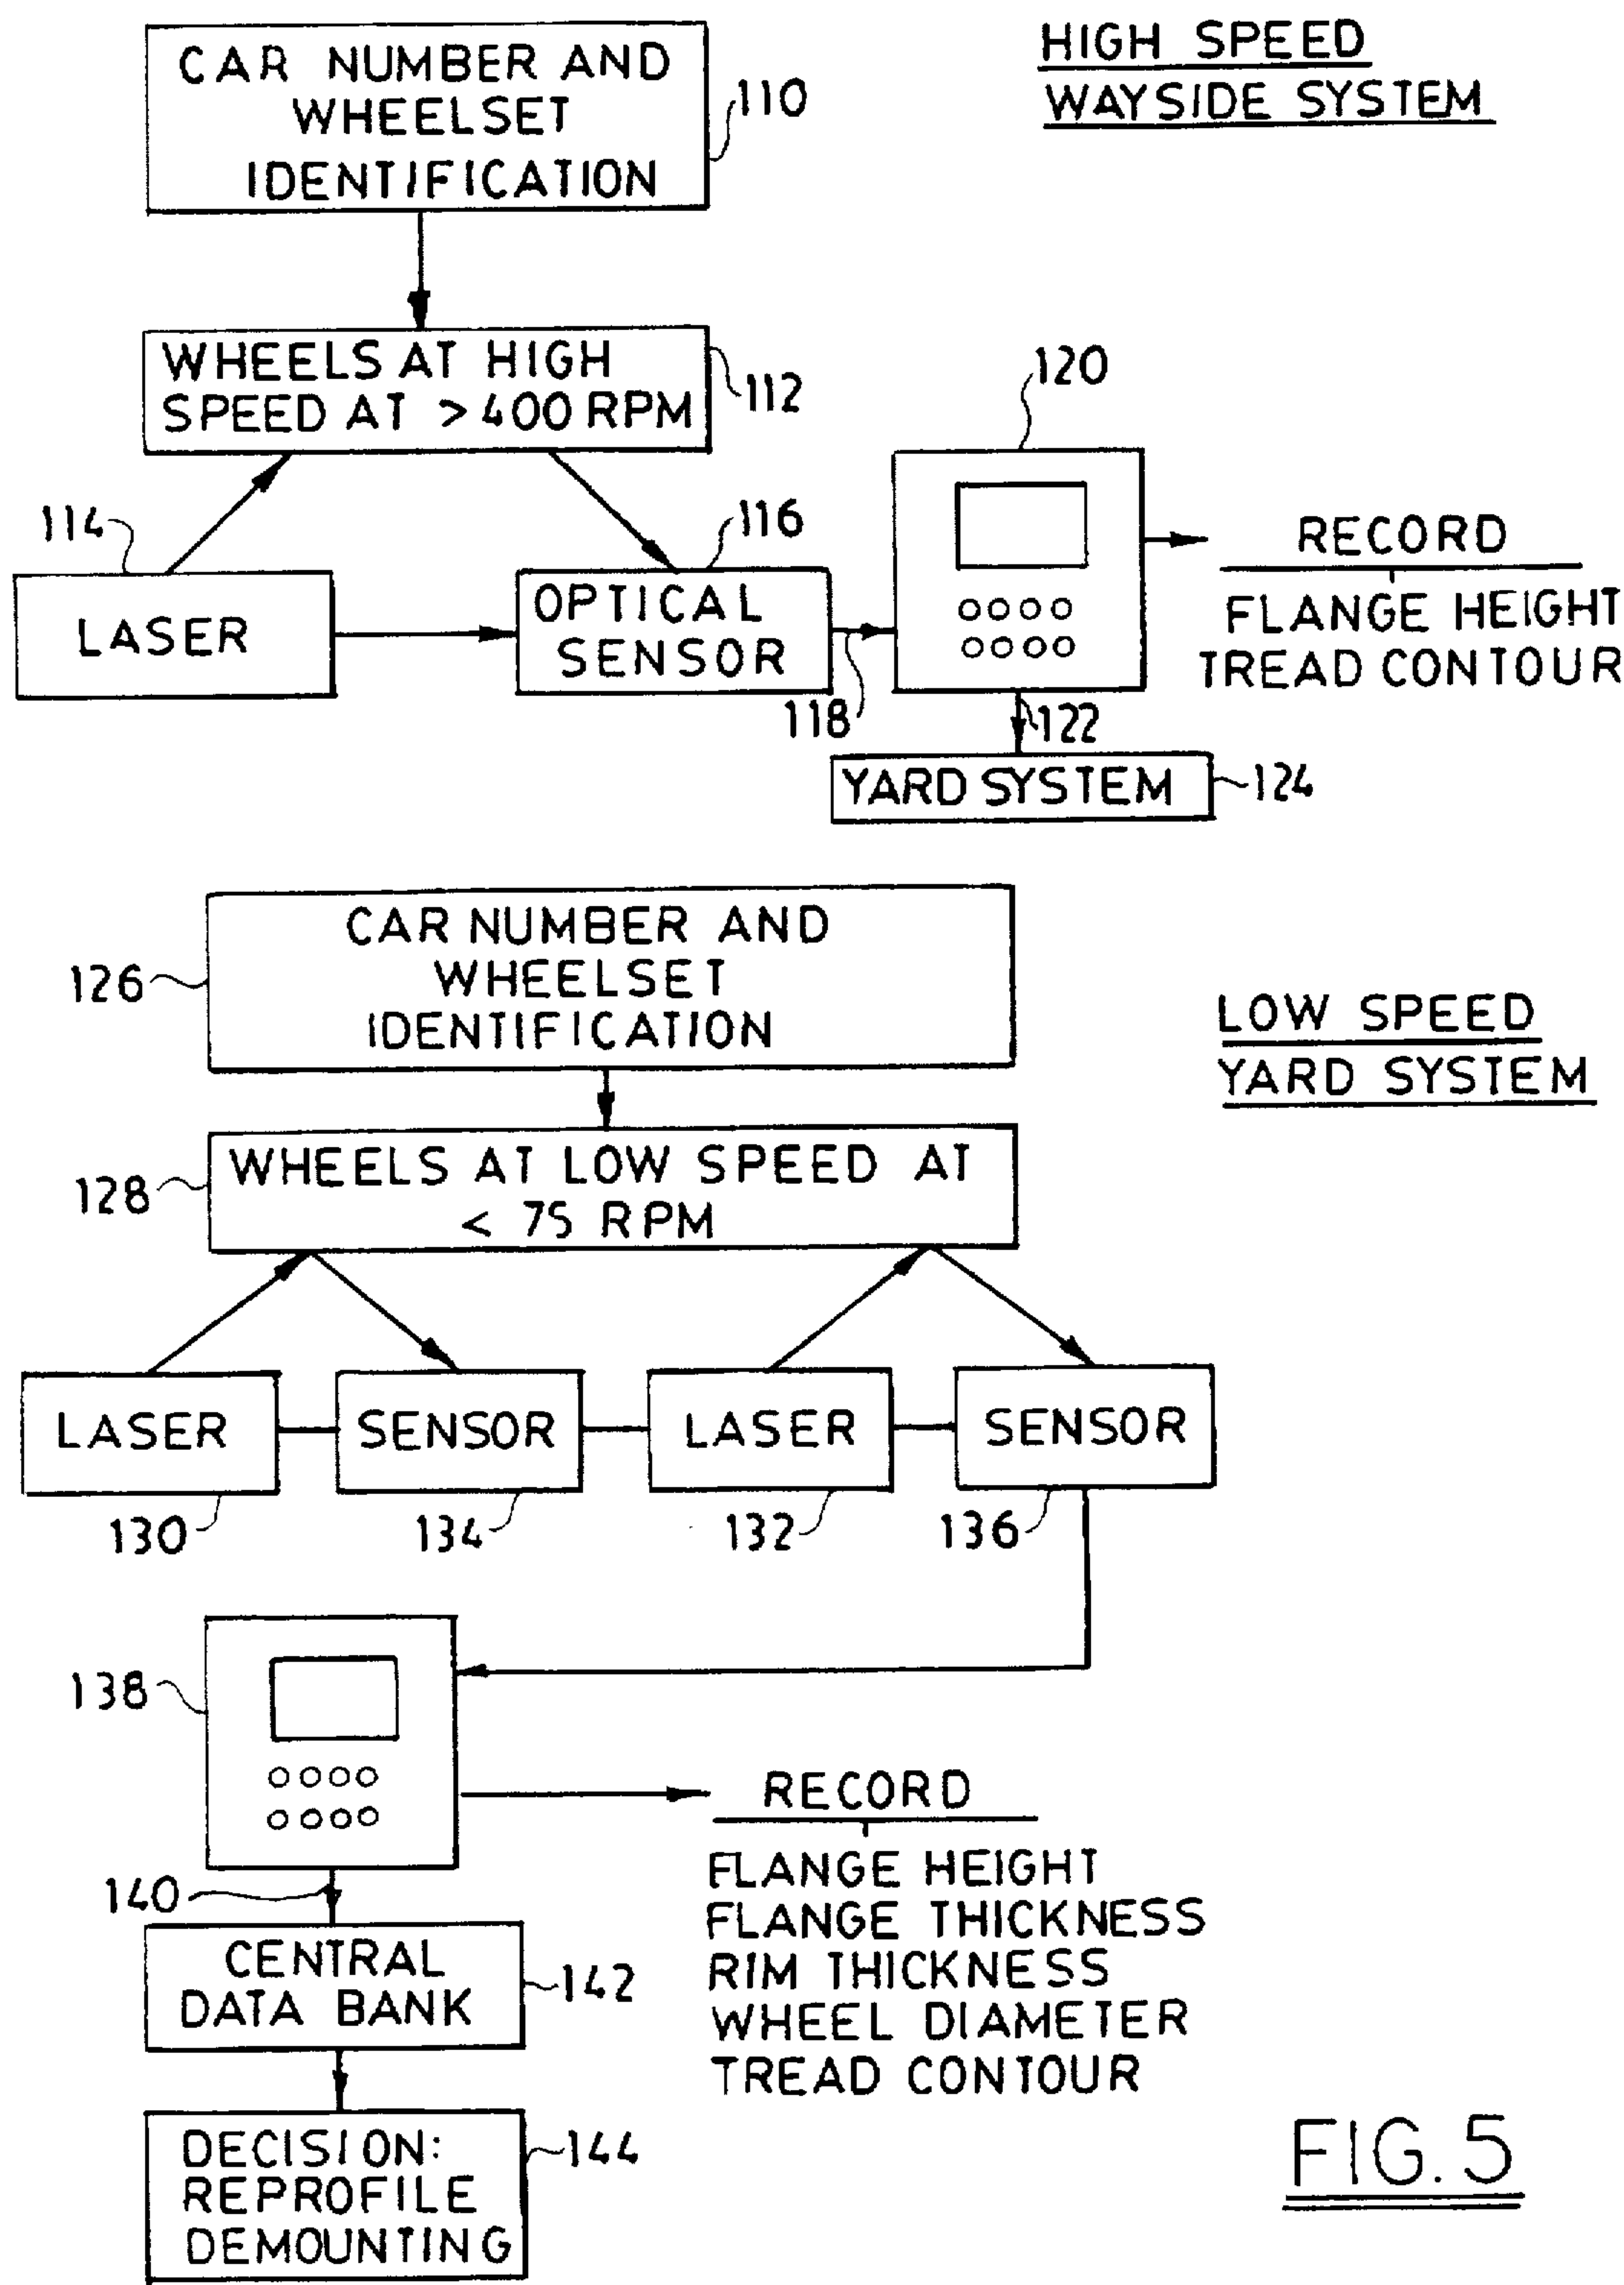 HIGH SPEED
WAYSIDE SYSTEM
CAR NUMBER AND
WHEELSET
IDENTIFICATION
110
WHEELS AT HIGH
SPEED AT > 400 RPM
112
120
114
116
LASER
OPTICAL
SENSOR
118
RECORD
FLANGE HEIGHT
TREAD CONTOUR
122
YARD SYSTEM
124
CAR NUMBER AND
WHEELSET
IDENTIFICATION
126
LOW SPEED
YARD SYSTEM
WHEELS AT LOW SPEED AT
< 75 RPM
128
LASER
SENSOR
LASER
SENSOR
130
134
132
136
138
RECORD
FLANGE HEIGHT
FLANGE THICKNESS
RIM THICKNESS
WHEEL DIAMETER
TREAD CONTOUR
140
CENTRAL
DATA BANK
142
DECISION:
REPROFILE
DEMOUNTING
144
FIG. 5